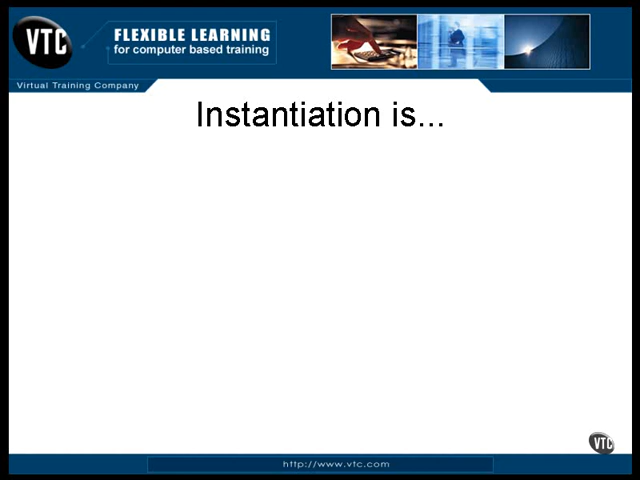 VTC
FLEXIBLE LEARNING
for computer based training
Virtual Training Company
Instantiation is...
VTC
http://www.vtc.com